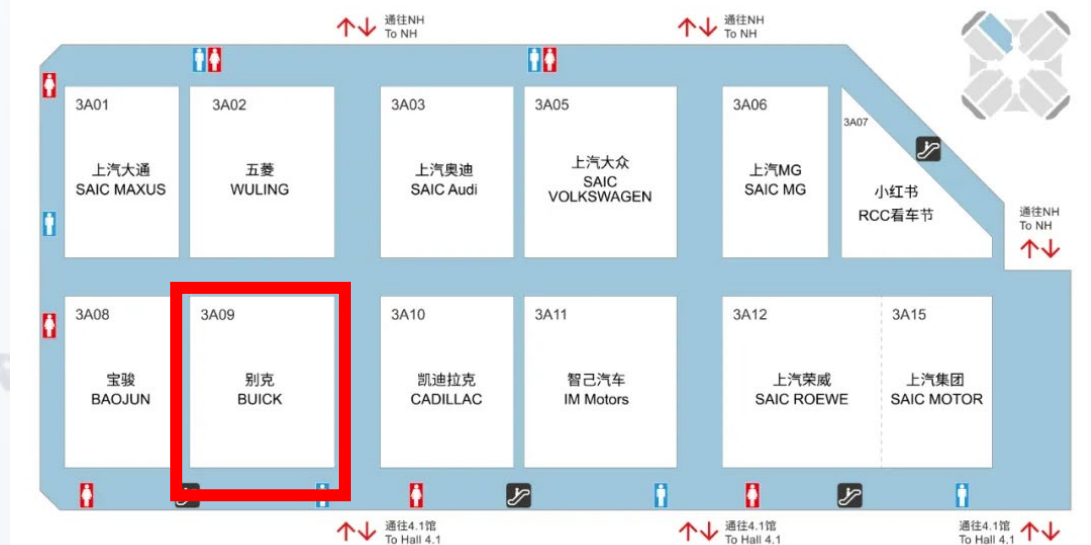 通往NH
To NH
通往NH
To NH
3A01
上汽大通
SAIC MAXUS
3A02
五菱
WULING
3A03
上汽奥迪
SAIC Audi
3A05
上汽大众
SAIC
VOLKSWAGEN
3A06
上汽MG
SAIC MG
3A07
小红书
RCC看车节
通往NH
To NH
3A08
宝骏
BAOJUN
3A09
别克
BUICK
3A10
凯迪拉克
CADILLAC
3A11
智己汽车
IM Motors
3A12
上汽荣威
SAIC ROEWE
3A15
上汽集团
SAIC MOTOR
通往4.1馆
To Hall 4.1
通往4.1馆
To Hall 4.1
通往4.1馆
To Hall 4.1